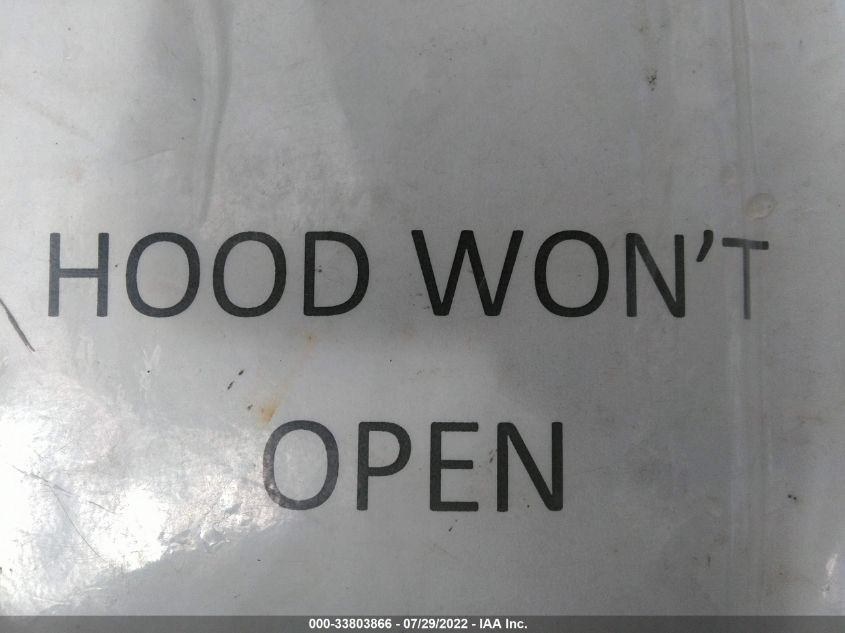 HOOD WON'T
OPEN
000-33803866 - 07/29/2022 - IAA Inc.